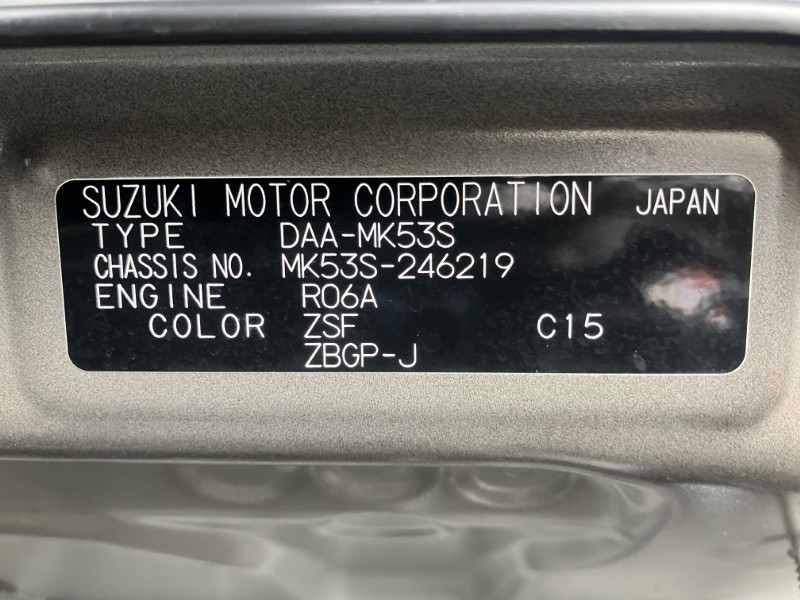 SUZUKI MOTOR CORPORATION JAPAN
TYPE DAA-MK53S
CHASSIS NO. MK53S-246219
ENGINE R06A
COLOR ZSF C15
ZBGP-J